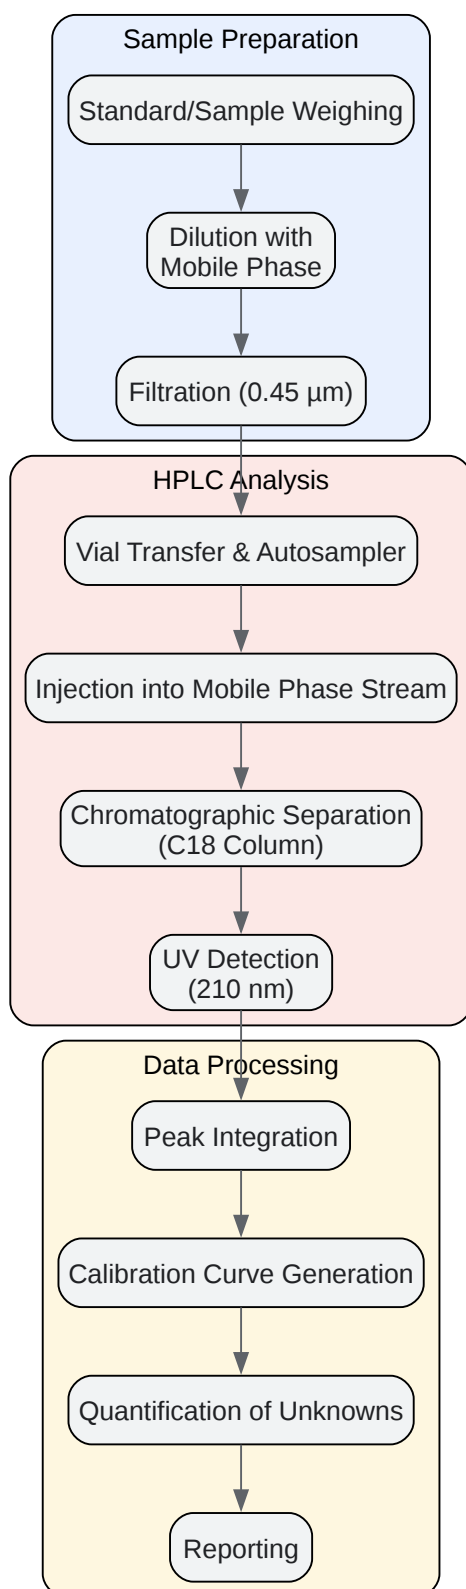 Sample Preparation
Standard/Sample Weighing
Dilution with
Mobile Phase
Filtration (0.45 µm)
HPLC Analysis
Vial Transfer & Autosampler
Injection into Mobile Phase Stream
Chromatographic Separation
(C18 Column)
UV Detection
(210 nm)
Data Processing
Peak Integration
Calibration Curve Generation
Quantification of Unknowns
Reporting